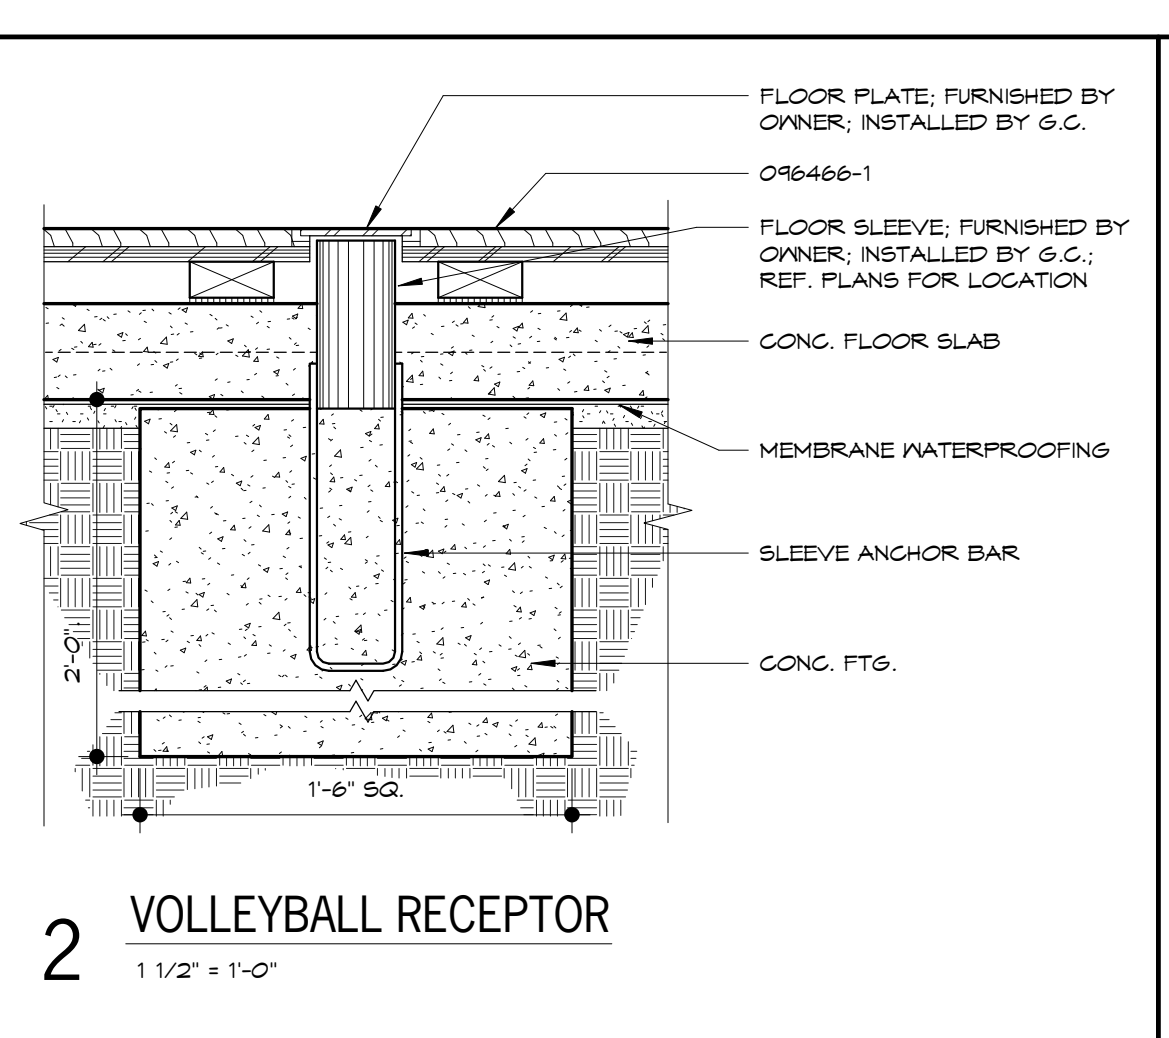 FLOOR PLATE; FURNISHED BY
OWNER; INSTALLED BY G.C.
096466-1
FLOOR SLEEVE; FURNISHED BY
OWNER; INSTALLED BY G.C.;
REF. PLANS FOR LOCATION
CONC. FLOOR SLAB
MEMBRANE WATERPROOFING
SLEEVE ANCHOR BAR
CONC. FTG.
2'-0"
1'-6" SQ.
2
VOLLEYBALL RECEPTOR
1 1/2" = 1'-0"